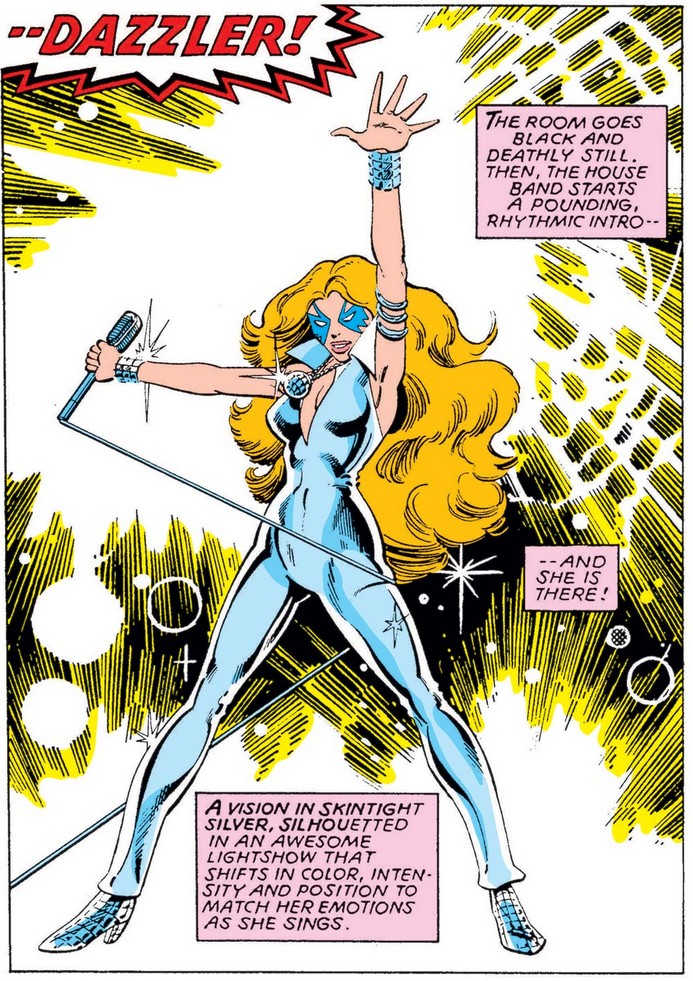 --DAZZLER!
THE ROOM GOES
BLACK AND
DEATHLY STILL.
THEN, THE HOUSE
BAND STARTS
A POUNDING,
RHYTHMIC INTRO--
--AND
SHE IS
THERE!
A VISION IN SKINTIGHT
SILVER, SILHOUETTED
IN AN AWESOME
LIGHTSHOW THAT
SHIFTS IN COLOR, INTEN-
SITY AND POSITION TO
MATCH HER EMOTIONS
AS SHE SINGS.